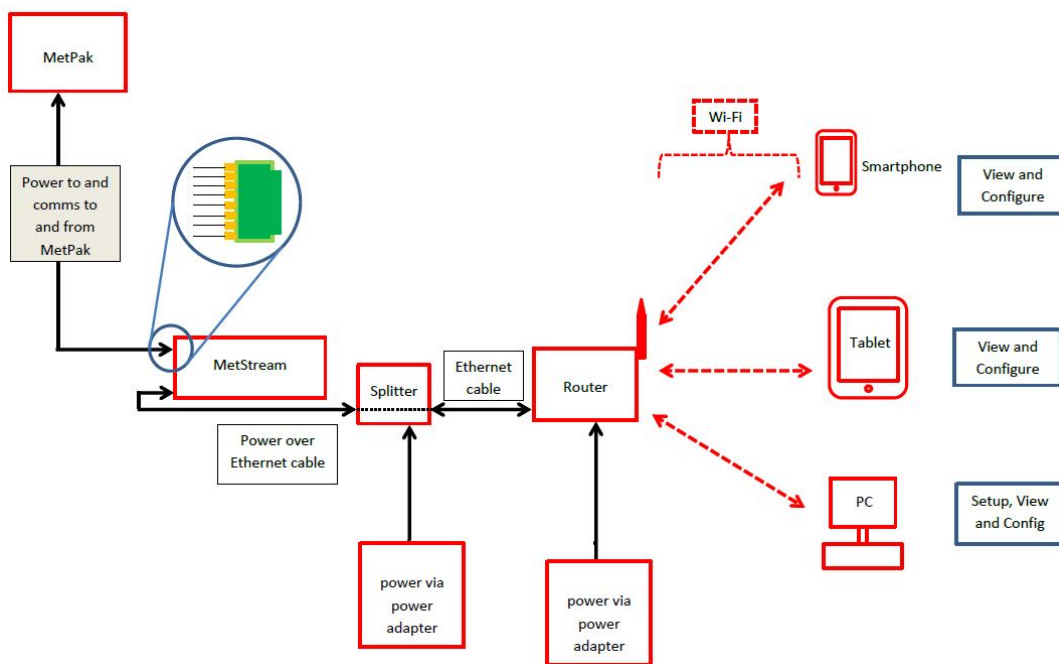 MetPak
Power to and
comms to
and from
MetPak
MetStream
Power over
Ethernet cable
Splitter
Ethernet
cable
Router
power via
power
adapter
power via
power
adapter
Wi-Fi
Smartphone
View and
Configure
Tablet
View and
Configure
PC
Setup, View
and Config